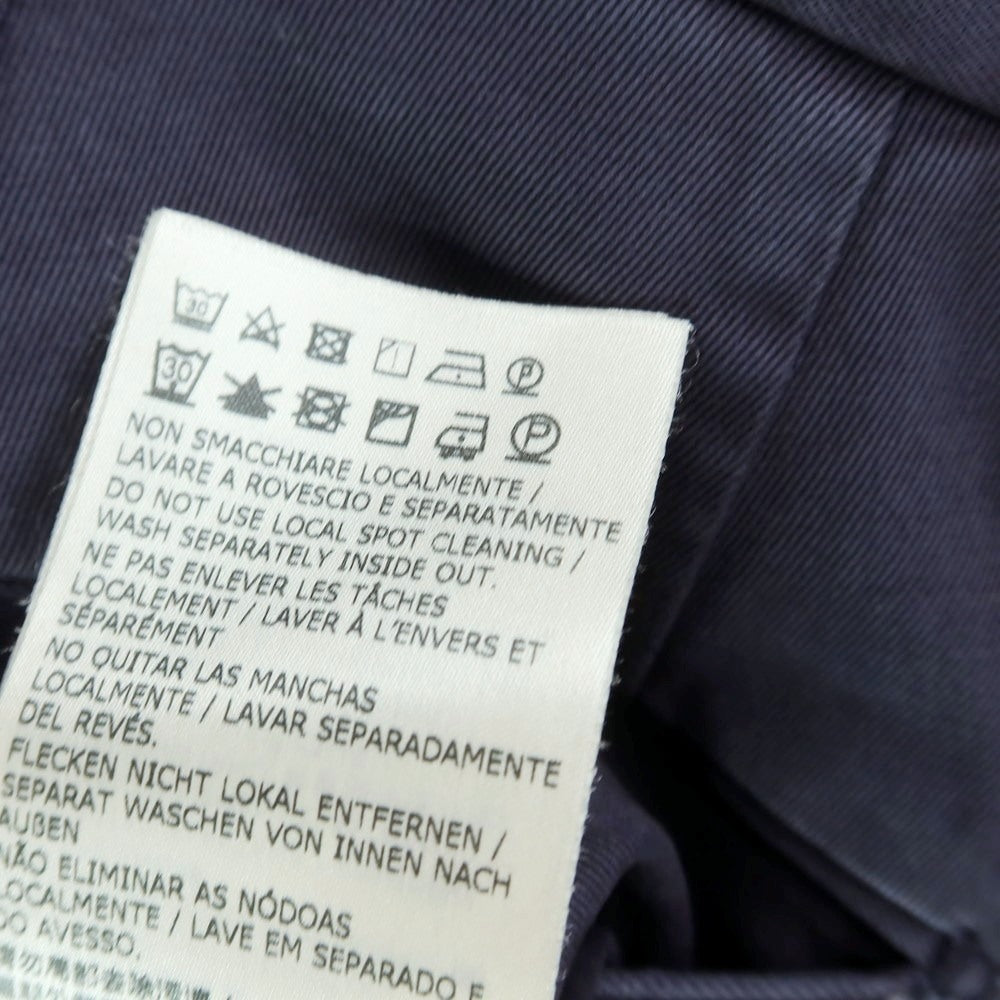 30 P
30 P
NON SMACCHIARE LOCALMENTE /
LAVARE A ROVESCIO E SEPARATAMENTE
DO NOT USE LOCAL SPOT CLEANING /
WASH SEPARATELY INSIDE OUT.
NE PAS ENLEVER LES TÂCHES
LOCALEMENT / LAVER À L'ENVERS ET
SÉPARÉMENT
NO QUITAR LAS MANCHAS
LOCALMENTE / LAVAR SEPARADAMENTE
DEL REVÉS.
FLECKEN NICHT LOKAL ENTFERNEN /
SEPARAT WASCHEN VON INNEN NACH
AUßEN
NÃO ELIMINAR AS NÓDOAS
LOCALMENTE / LAVE EM SEPARADO E
DO AVESSO.